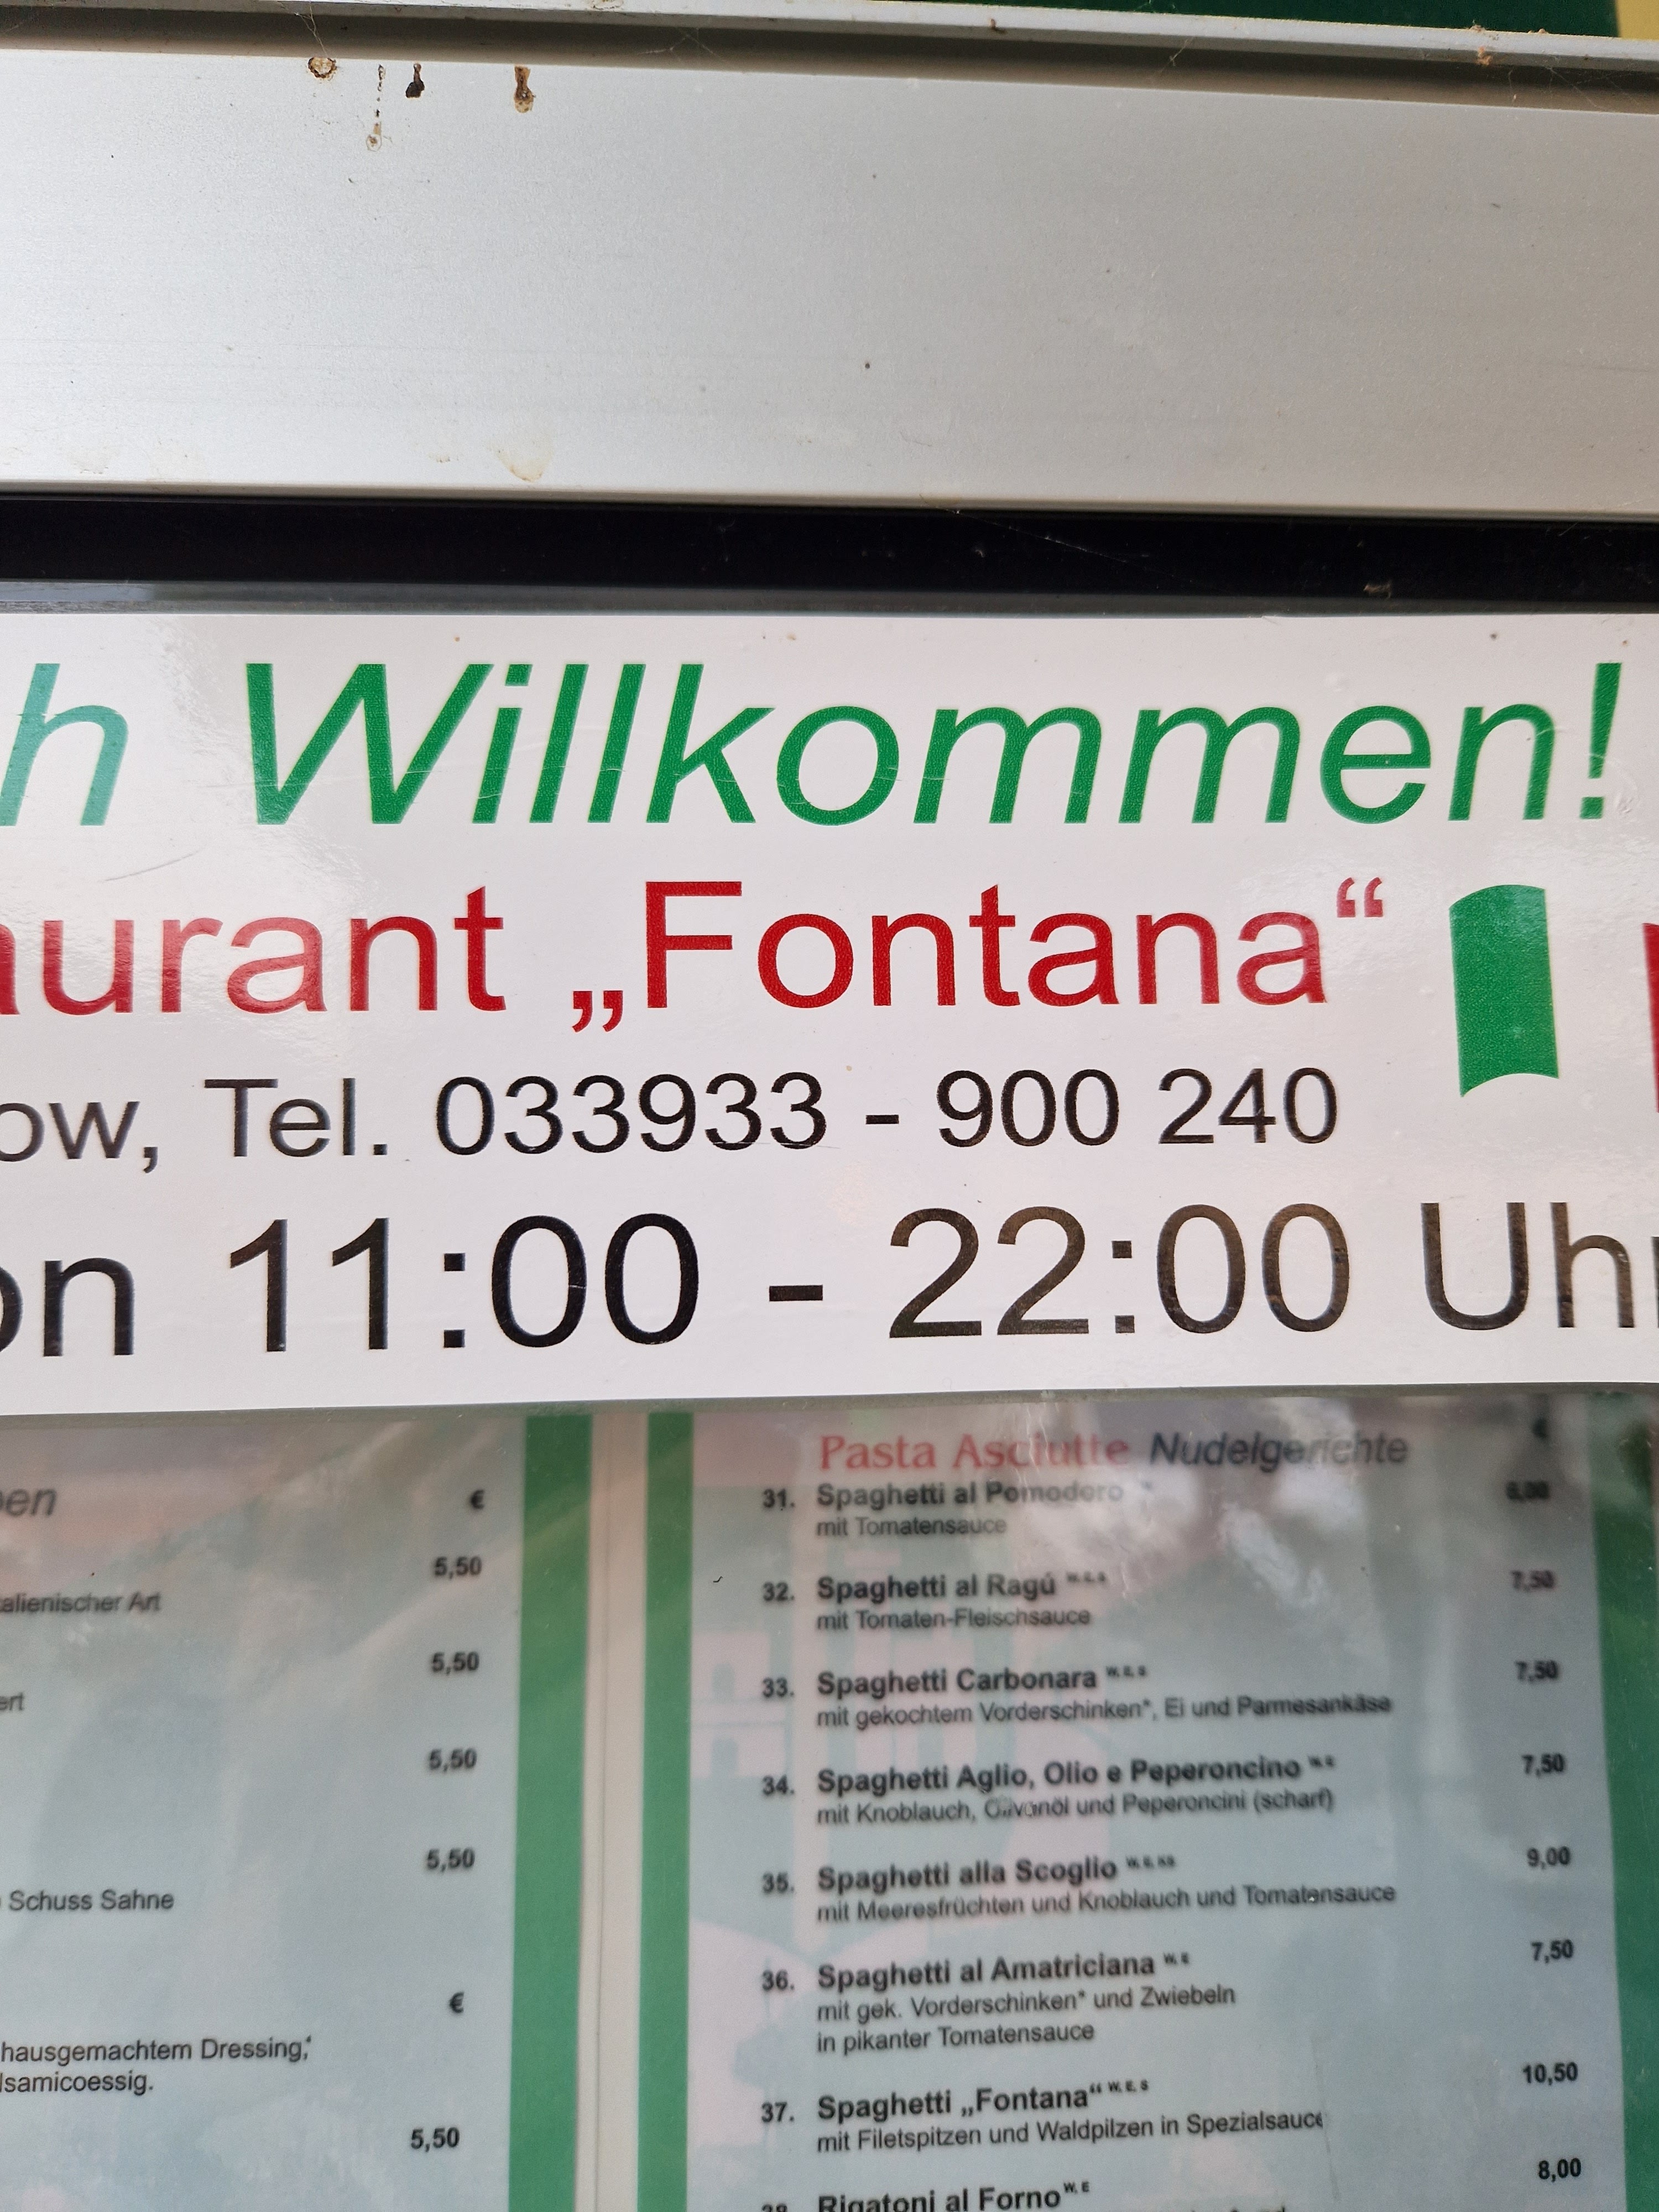 h Willkommen!
aurant „Fontana“
ow, Tel. 033933 - 900 240
on 11:00 - 22:00 Uhr
en €
5,50
alienischer Art
5,50
ert
5,50
5,50
Schuss Sahne
€
hausgemachtem Dressing,*
lsamicoessig.
5,50
Pasta Asciutte Nudelgerichte €
31. Spaghetti al Pomodoro
mit Tomatensauce
32. Spaghetti al Ragú 7,50
mit Tomaten-Fleischsauce
33. Spaghetti Carbonara W, E, S 7,50
mit gekochtem Vorderschinken*, Ei und Parmesankäse
34. Spaghetti Aglio, Olio e Peperoncino 7,50
mit Knoblauch, Olivenöl und Peperoncini (scharf)
35. Spaghetti alla Scoglio 9,00
mit Meeresfrüchten und Knoblauch und Tomatensauce
36. Spaghetti al Amatriciana W, E 7,50
mit gek. Vorderschinken* und Zwiebeln
in pikanter Tomatensauce
37. Spaghetti „Fontana“ W, E, S 10,50
mit Filetspitzen und Waldpilzen in Spezialsauce
38. Rigatoni al Forno W, E 8,00